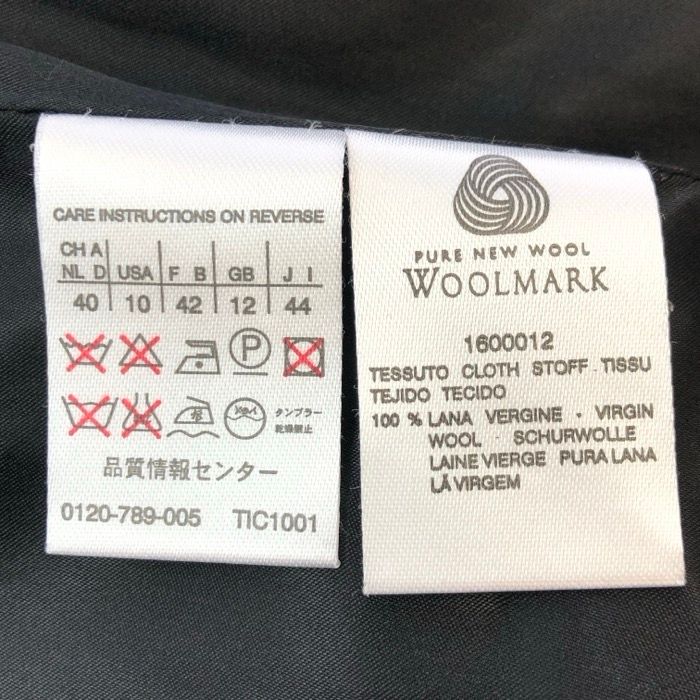 CARE INSTRUCTIONS ON REVERSE
CH A
NL D USA F B GB J I
40 10 42 12 44
P
タンブラー
乾燥禁止
品質情報センター
0120-789-005 TIC1001
PURE NEW WOOL
WOOLMARK
1600012
TESSUTO CLOTH STOFF TISSU
TEJIDO TECIDO
100 % LANA VERGINE · VIRGIN
WOOL · SCHURWOLLE
LAINE VIERGE PURA LANA
LÃ VIRGEM